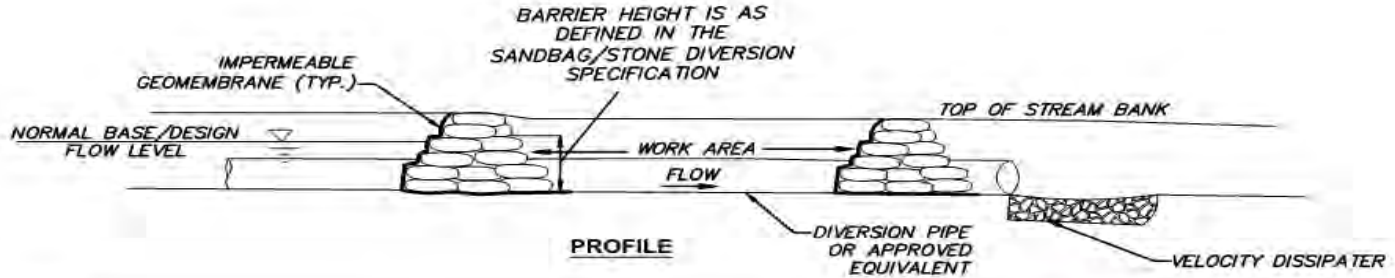 BARRIER HEIGHT IS AS
DEFINED IN THE
SANDBAG/STONE DIVERSION
SPECIFICATION
IMPERMEABLE
GEOMEMBRANE (TYP.)
TOP OF STREAM BANK
NORMAL BASE/DESIGN
FLOW LEVEL
WORK AREA
FLOW
DIVERSION PIPE
OR APPROVED
EQUIVALENT
PROFILE
VELOCITY DISSIPATER